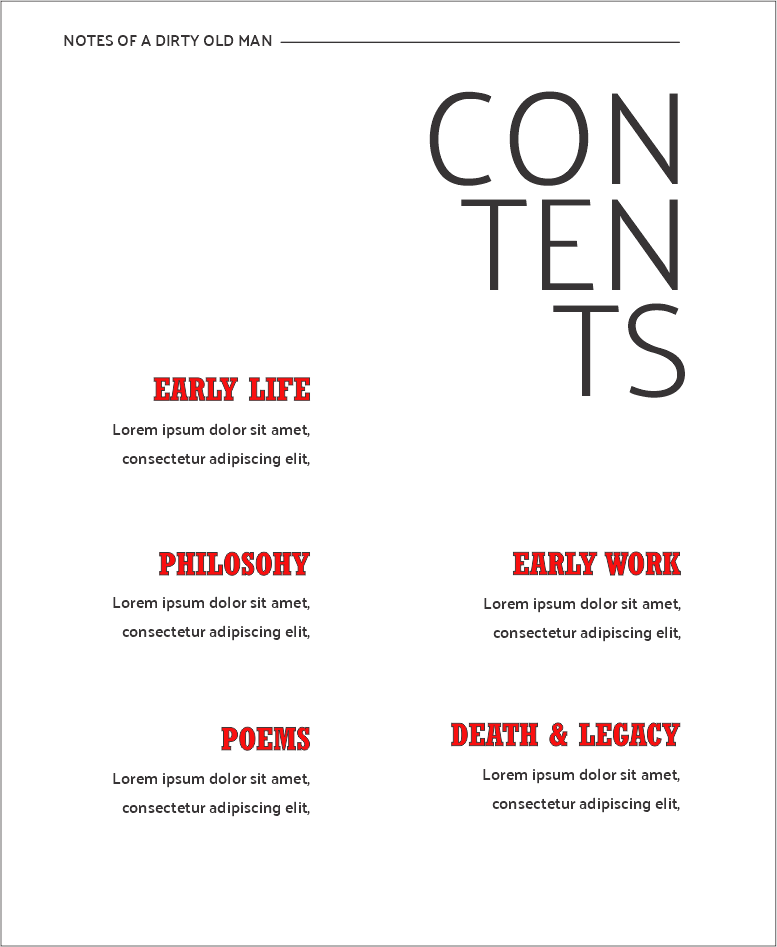 NOTES OF A DIRTY OLD MAN
CON
TEN
TS
EARLY LIFE
Lorem ipsum dolor sit amet,
consectetur adipiscing elit,
PHILOSOHY
Lorem ipsum dolor sit amet,
consectetur adipiscing elit,
EARLY WORK
Lorem ipsum dolor sit amet,
consectetur adipiscing elit,
POEMS
Lorem ipsum dolor sit amet,
consectetur adipiscing elit,
DEATH & LEGACY
Lorem ipsum dolor sit amet,
consectetur adipiscing elit,